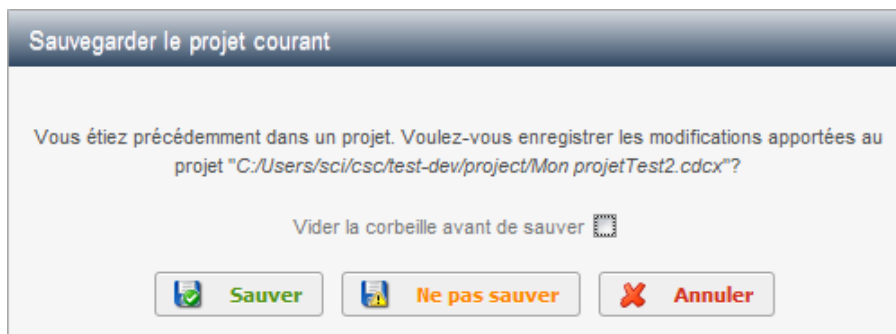 Sauvegarder le projet courant
Vous étiez précédemment dans un projet. Voulez-vous enregistrer les modifications apportées au
projet "C:/Users/sci/csc/test-dev/project/Mon projetTest2.cdcx"?
Vider la corbeille avant de sauver
Sauver Ne pas sauver Annuler